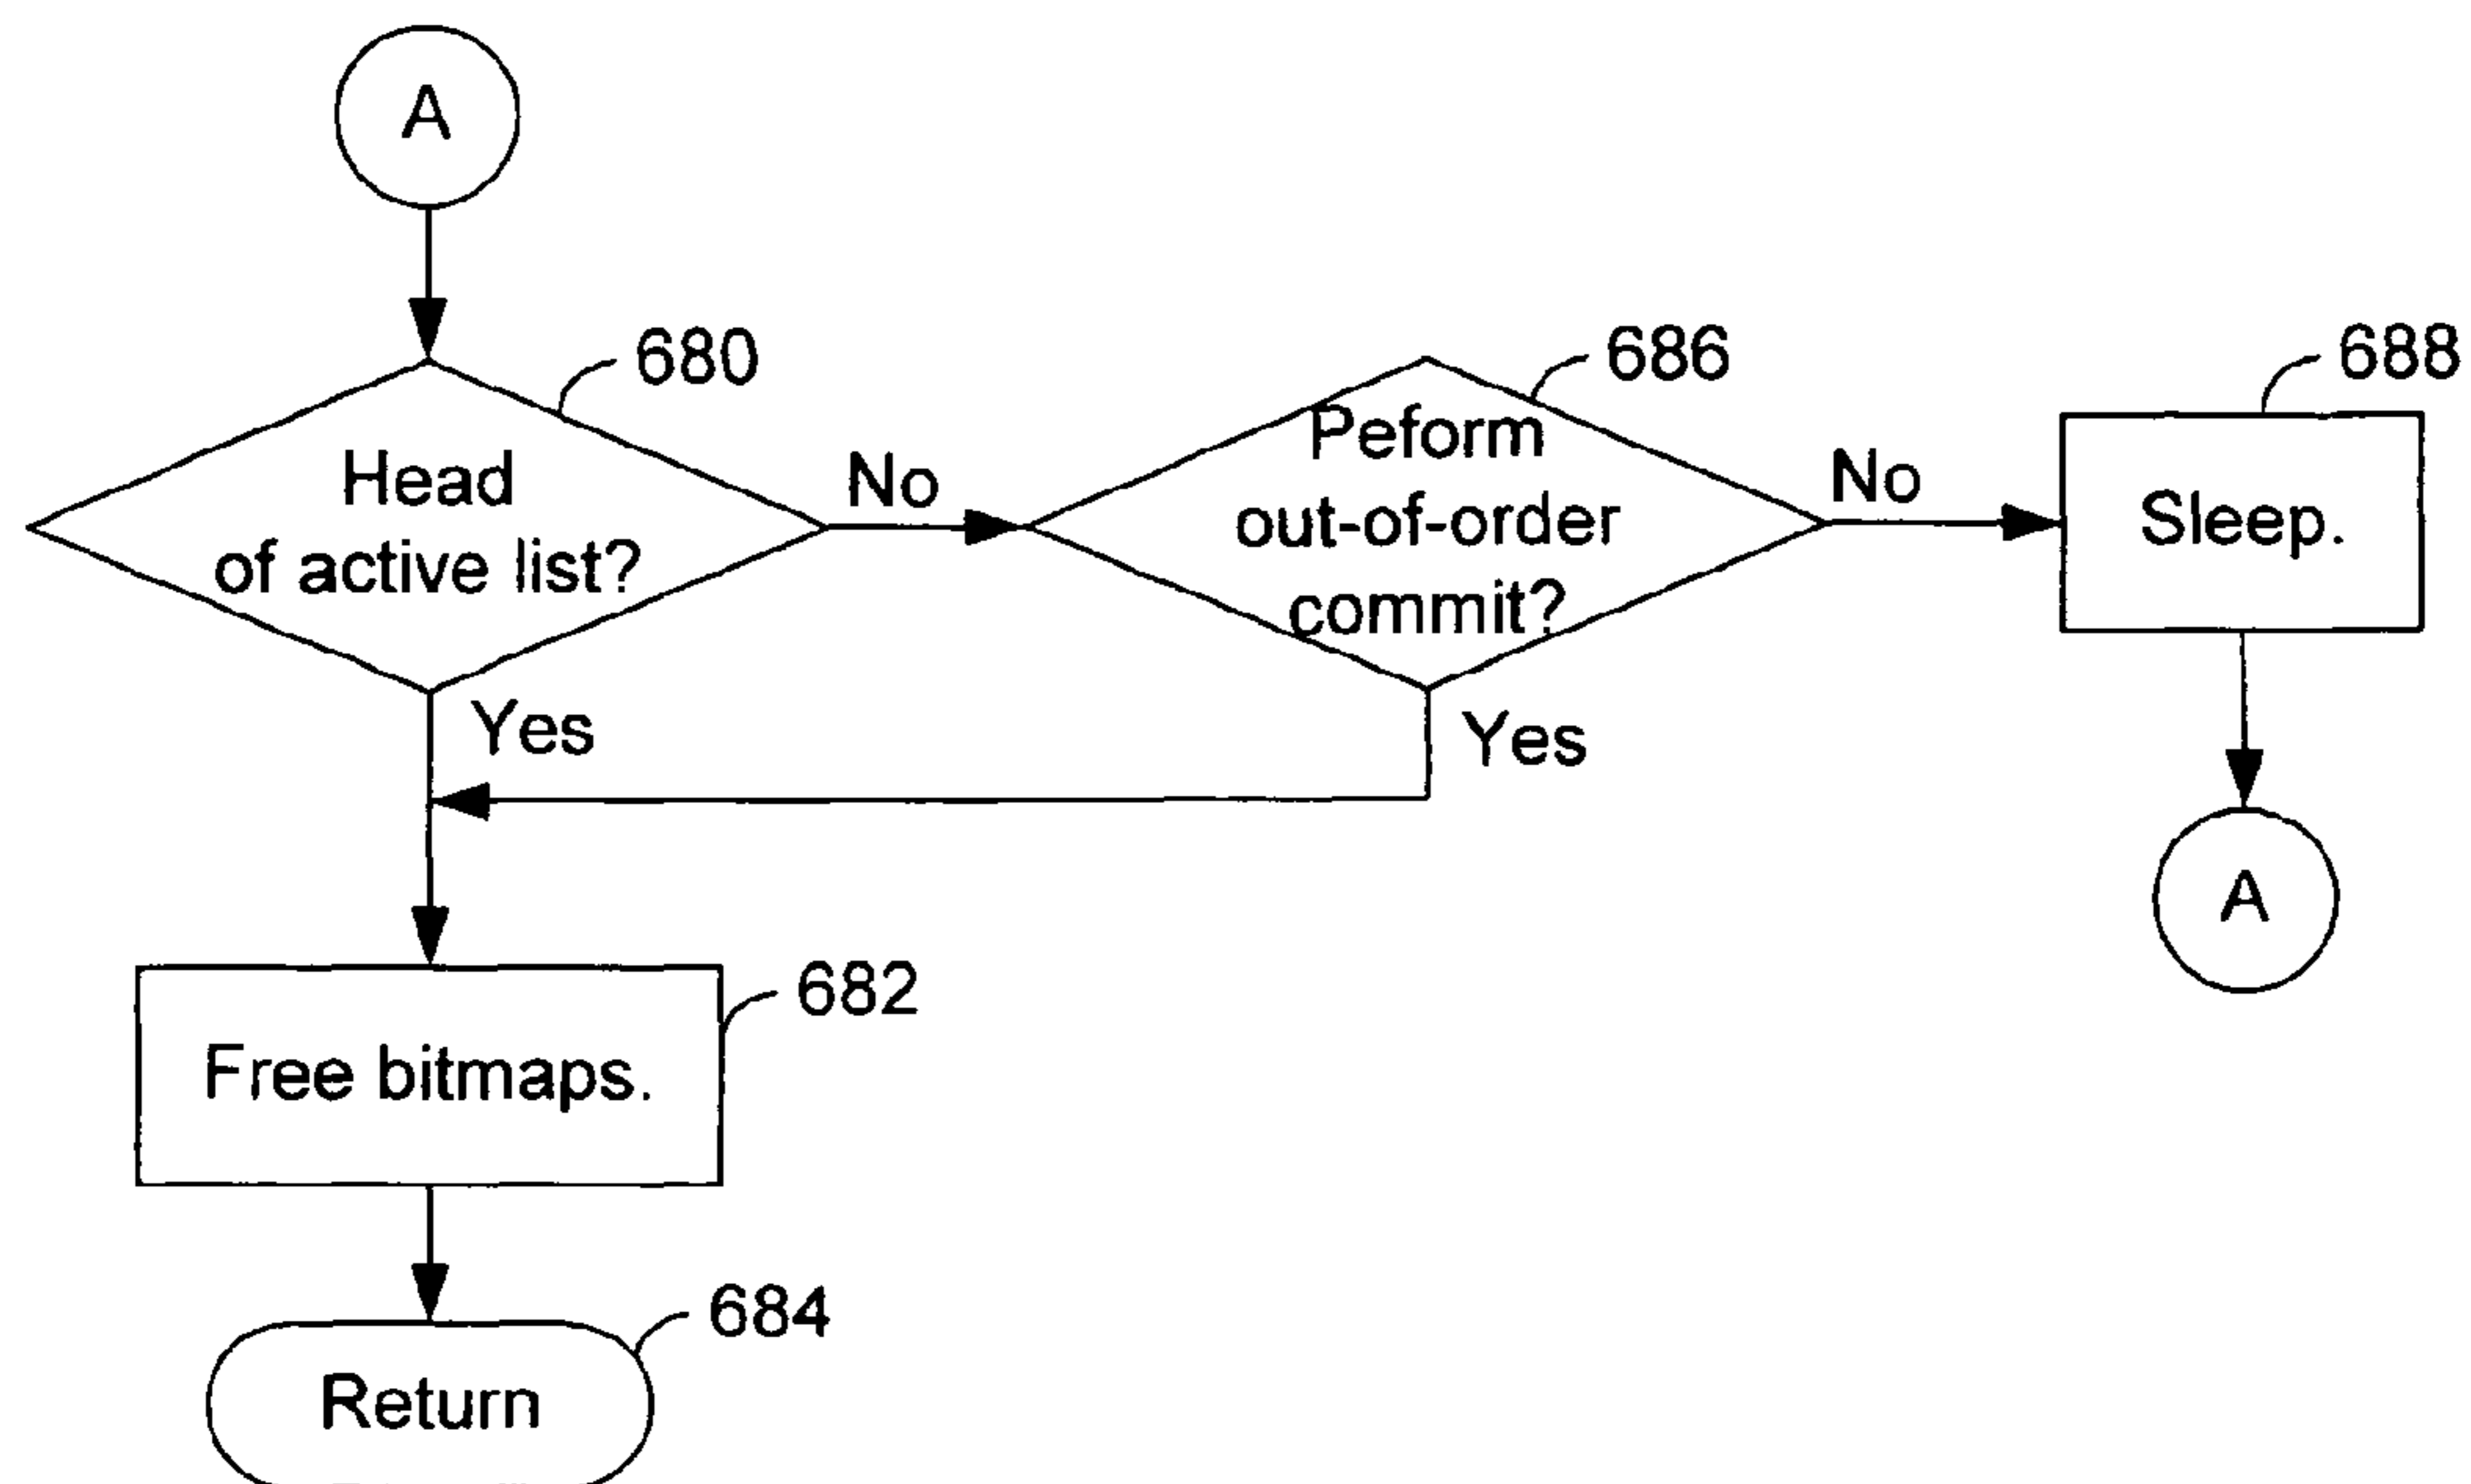 A
680
Head
of active list?
No
686
Peform
out-of-order
commit?
No
688
Sleep.
Yes
Yes
A
682
Free bitmaps.
684
Return